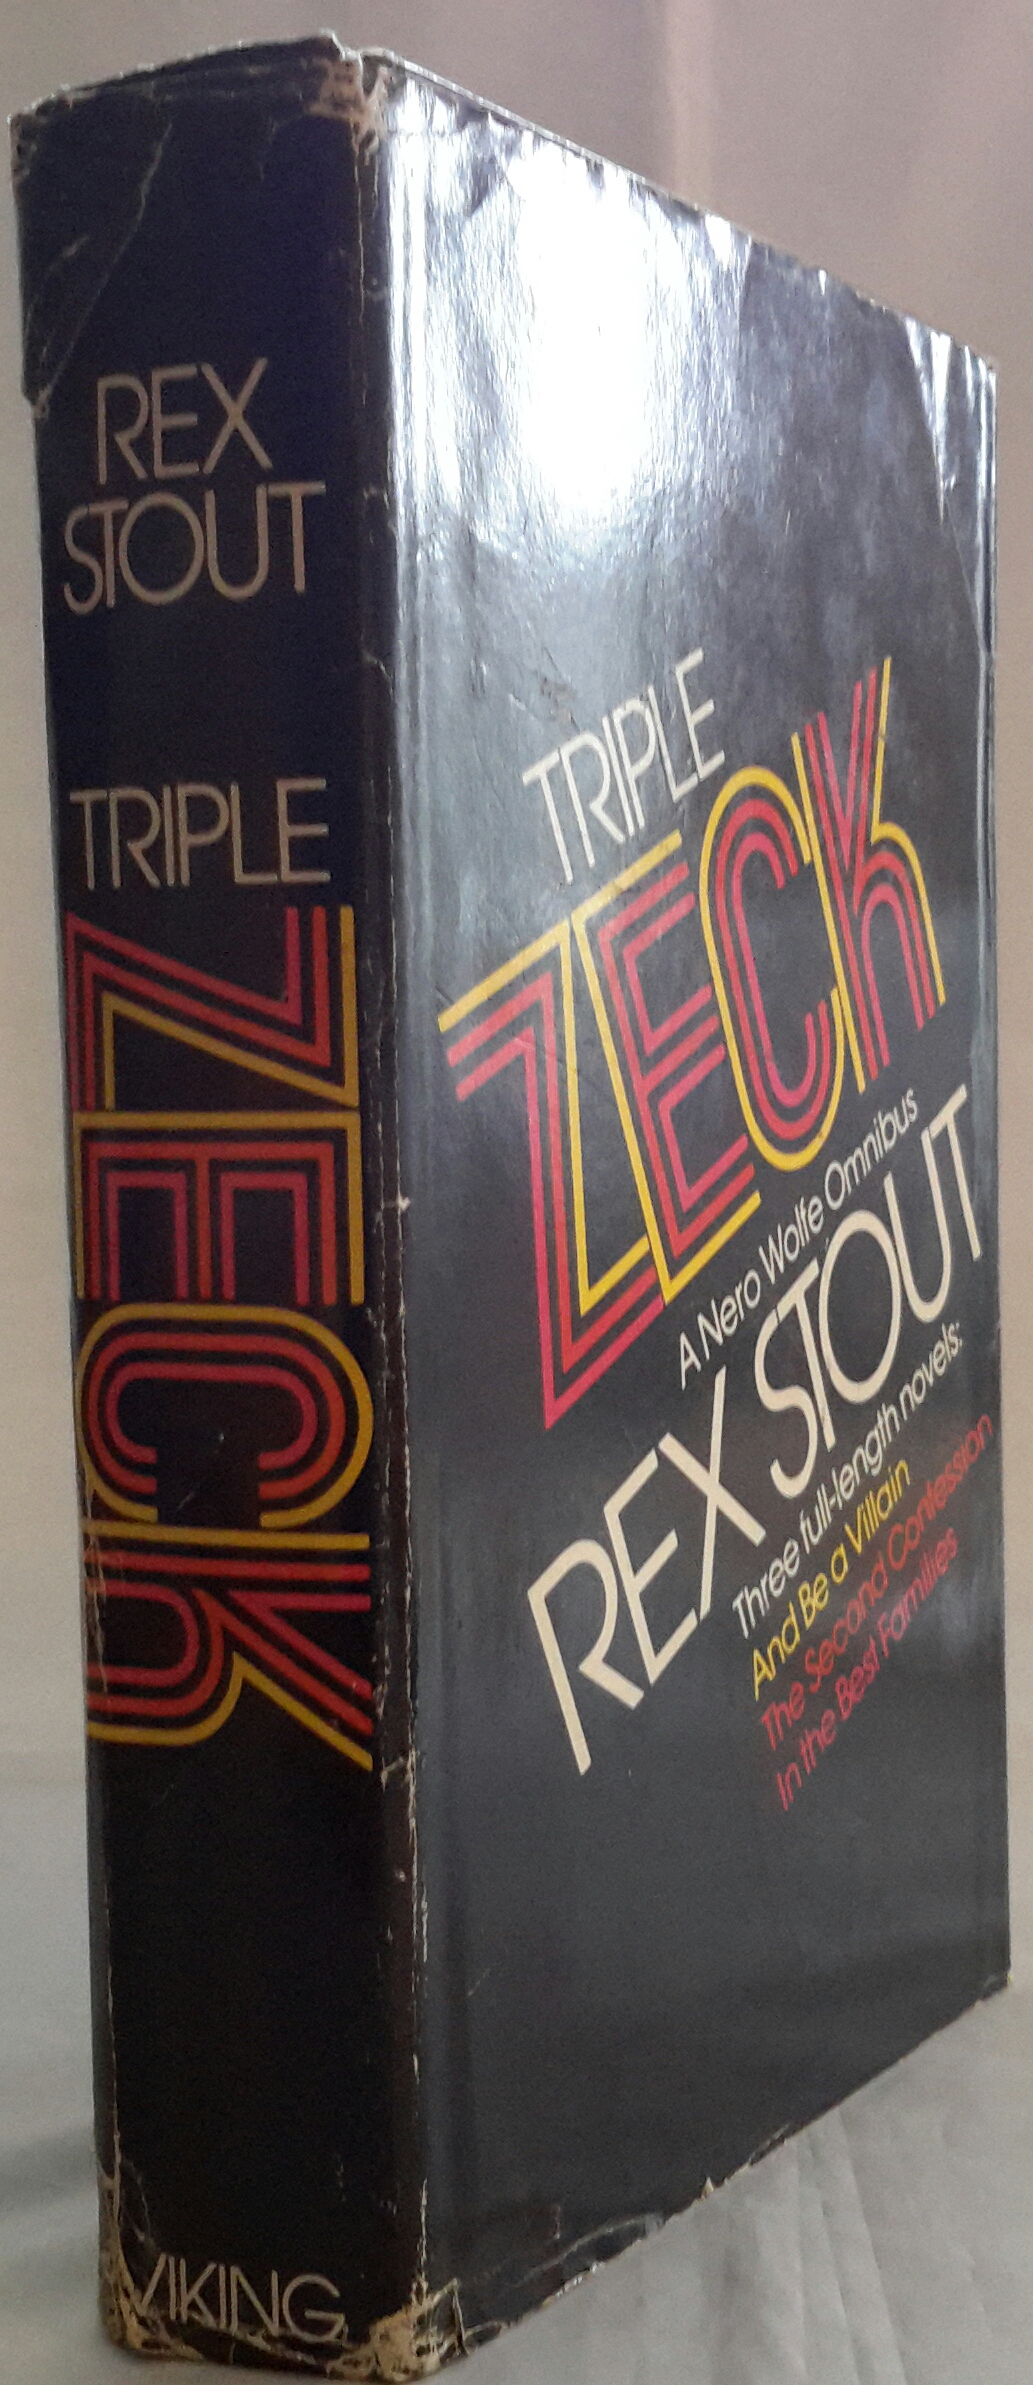 REX
STOUT
TRIPLE
ZECK
VIKING
TRIPLE
ZECK
A Nero Wolfe Omnibus
REX STOUT
Three full-length novels:
And Be a Villain
The Second Confession
In the Best Families